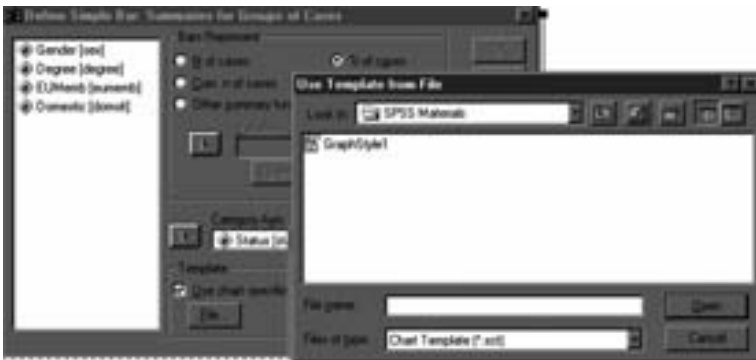 Define Simple Bar: Summaries for Groups of Cases
Gender [sex]
Degree [degree]
EUMemb [eumemb]
Domestic [domuit]
Bars Represent
N of cases
% of cases
Cum. n of cases
Other summary fun
Category Axis:
Status [st
Template
Use chart specific
File...
Use Template from File
Look in:
SPSS Materials
GraphStyle1
File name:
Open
Files of type:
Chart Template (*.sct)
Cancel